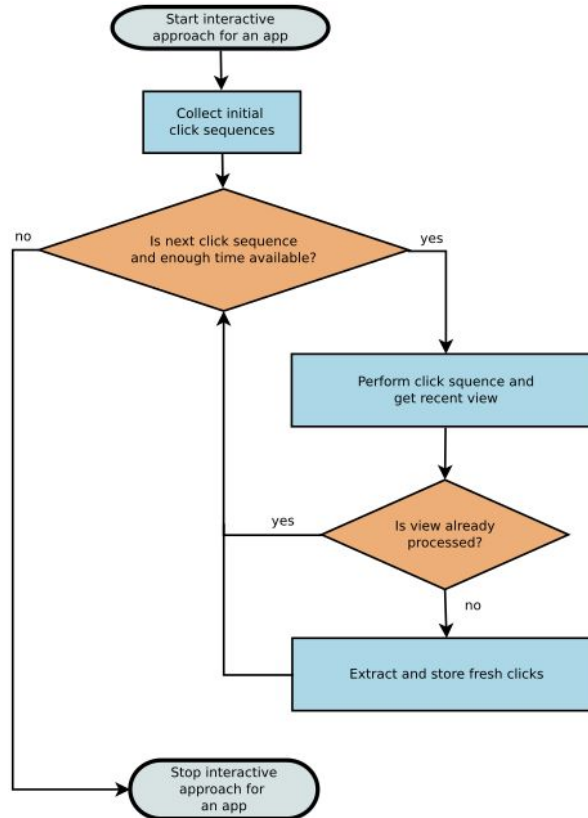 Start interactive
approach for an app
Collect initial
click sequences
no
Is next click sequence
and enough time available?
yes
Perform click squence and
get recent view
yes
Is view already
processed?
no
Extract and store fresh clicks
Stop interactive
approach for
an app